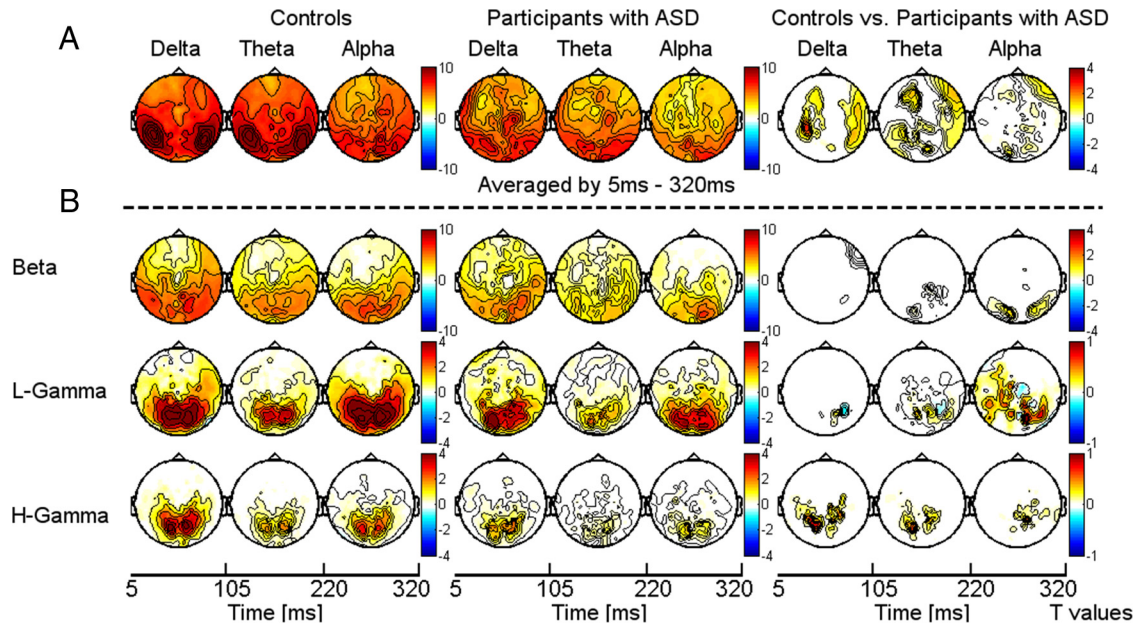 Controls Participants with ASD Controls vs. Participants with ASD
A
Delta Theta Alpha Delta Theta Alpha Delta Theta Alpha
10 0 -10
10 0 -10
4 2 0 -2 -4
Averaged by 5ms - 320ms
B
Beta
10 0 -10
10 0 -10
4 2 0 -2 -4
L-Gamma
4 2 0 -2 -4
4 2 0 -2 -4
1 0 -1
H-Gamma
4 2 0 -2 -4
4 2 0 -2 -4
1 0 -1
5 105 220 320 5 105 220 320 5 105 220 320
Time [ms] Time [ms] Time [ms] T values